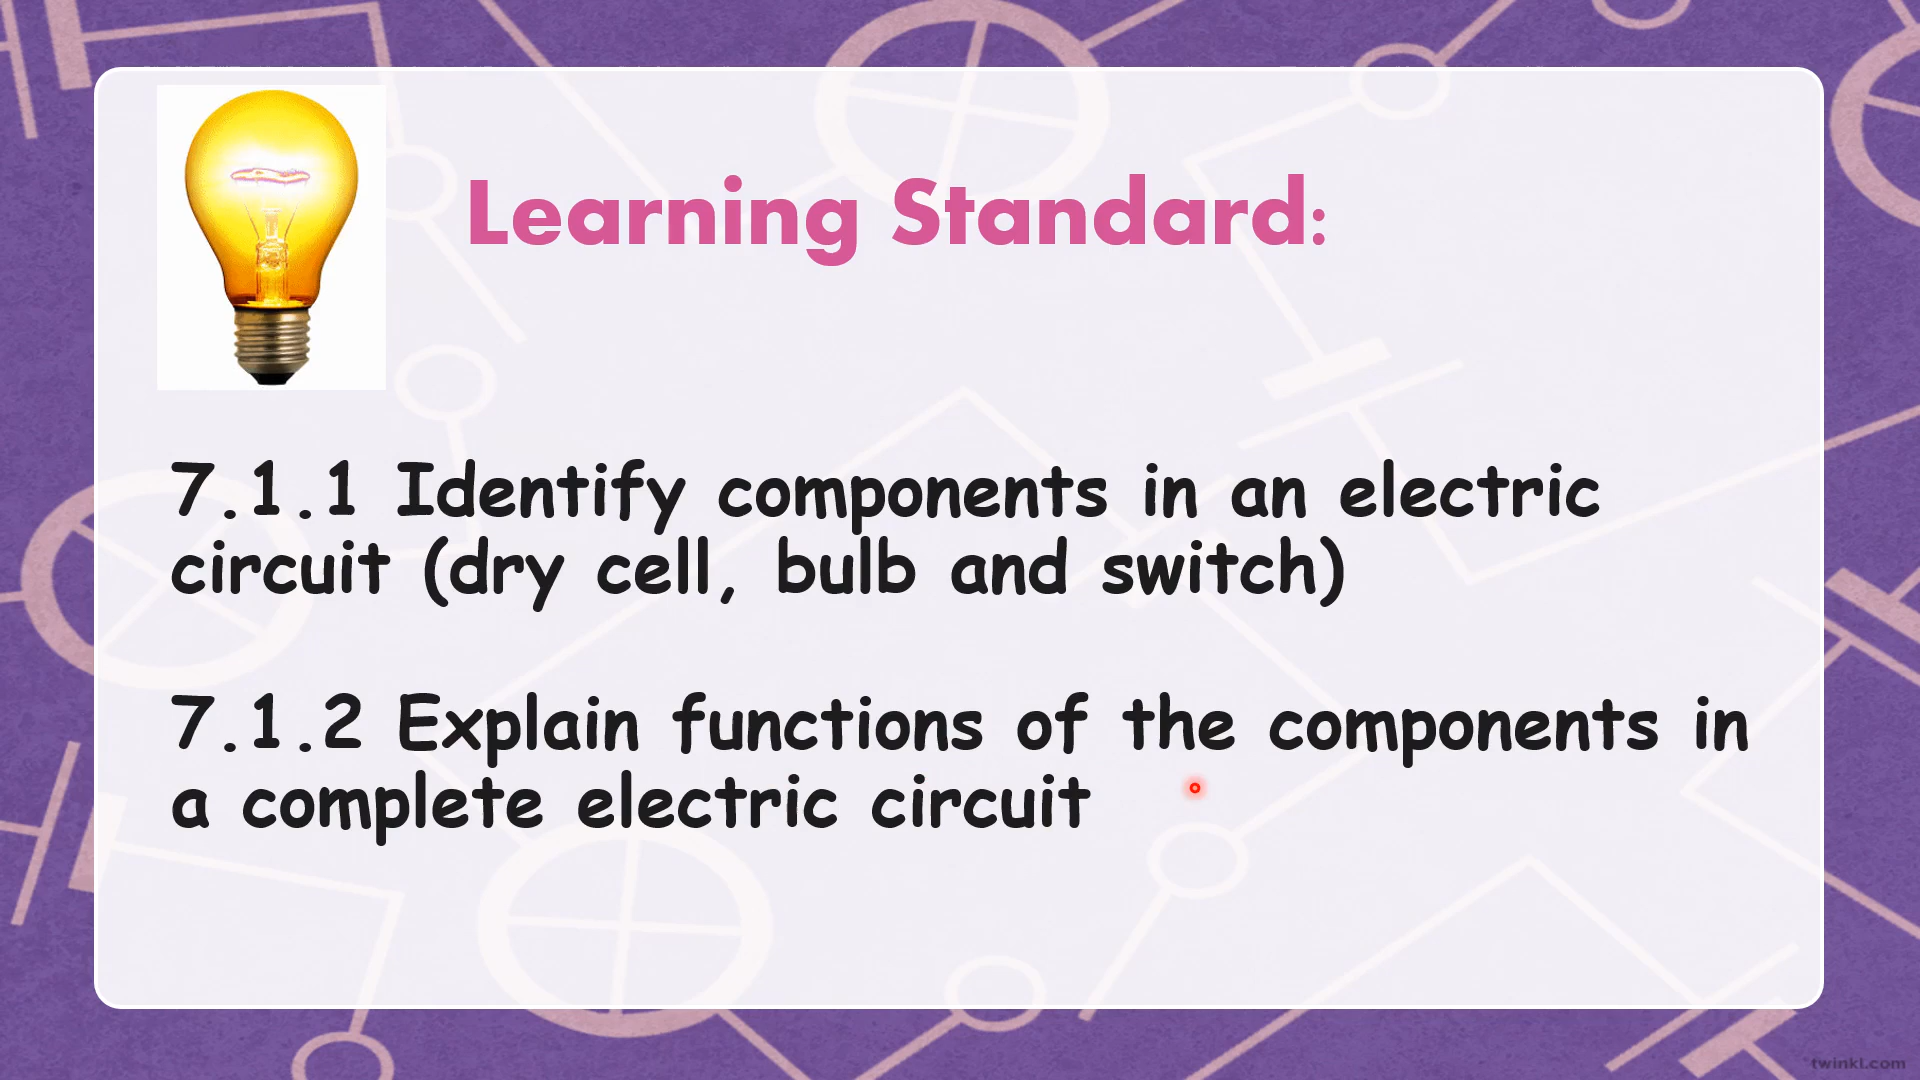 Learning Standard:
7.1.1 Identify components in an electric
circuit (dry cell, bulb and switch)
7.1.2 Explain functions of the components in
a complete electric circuit
twinkl.com